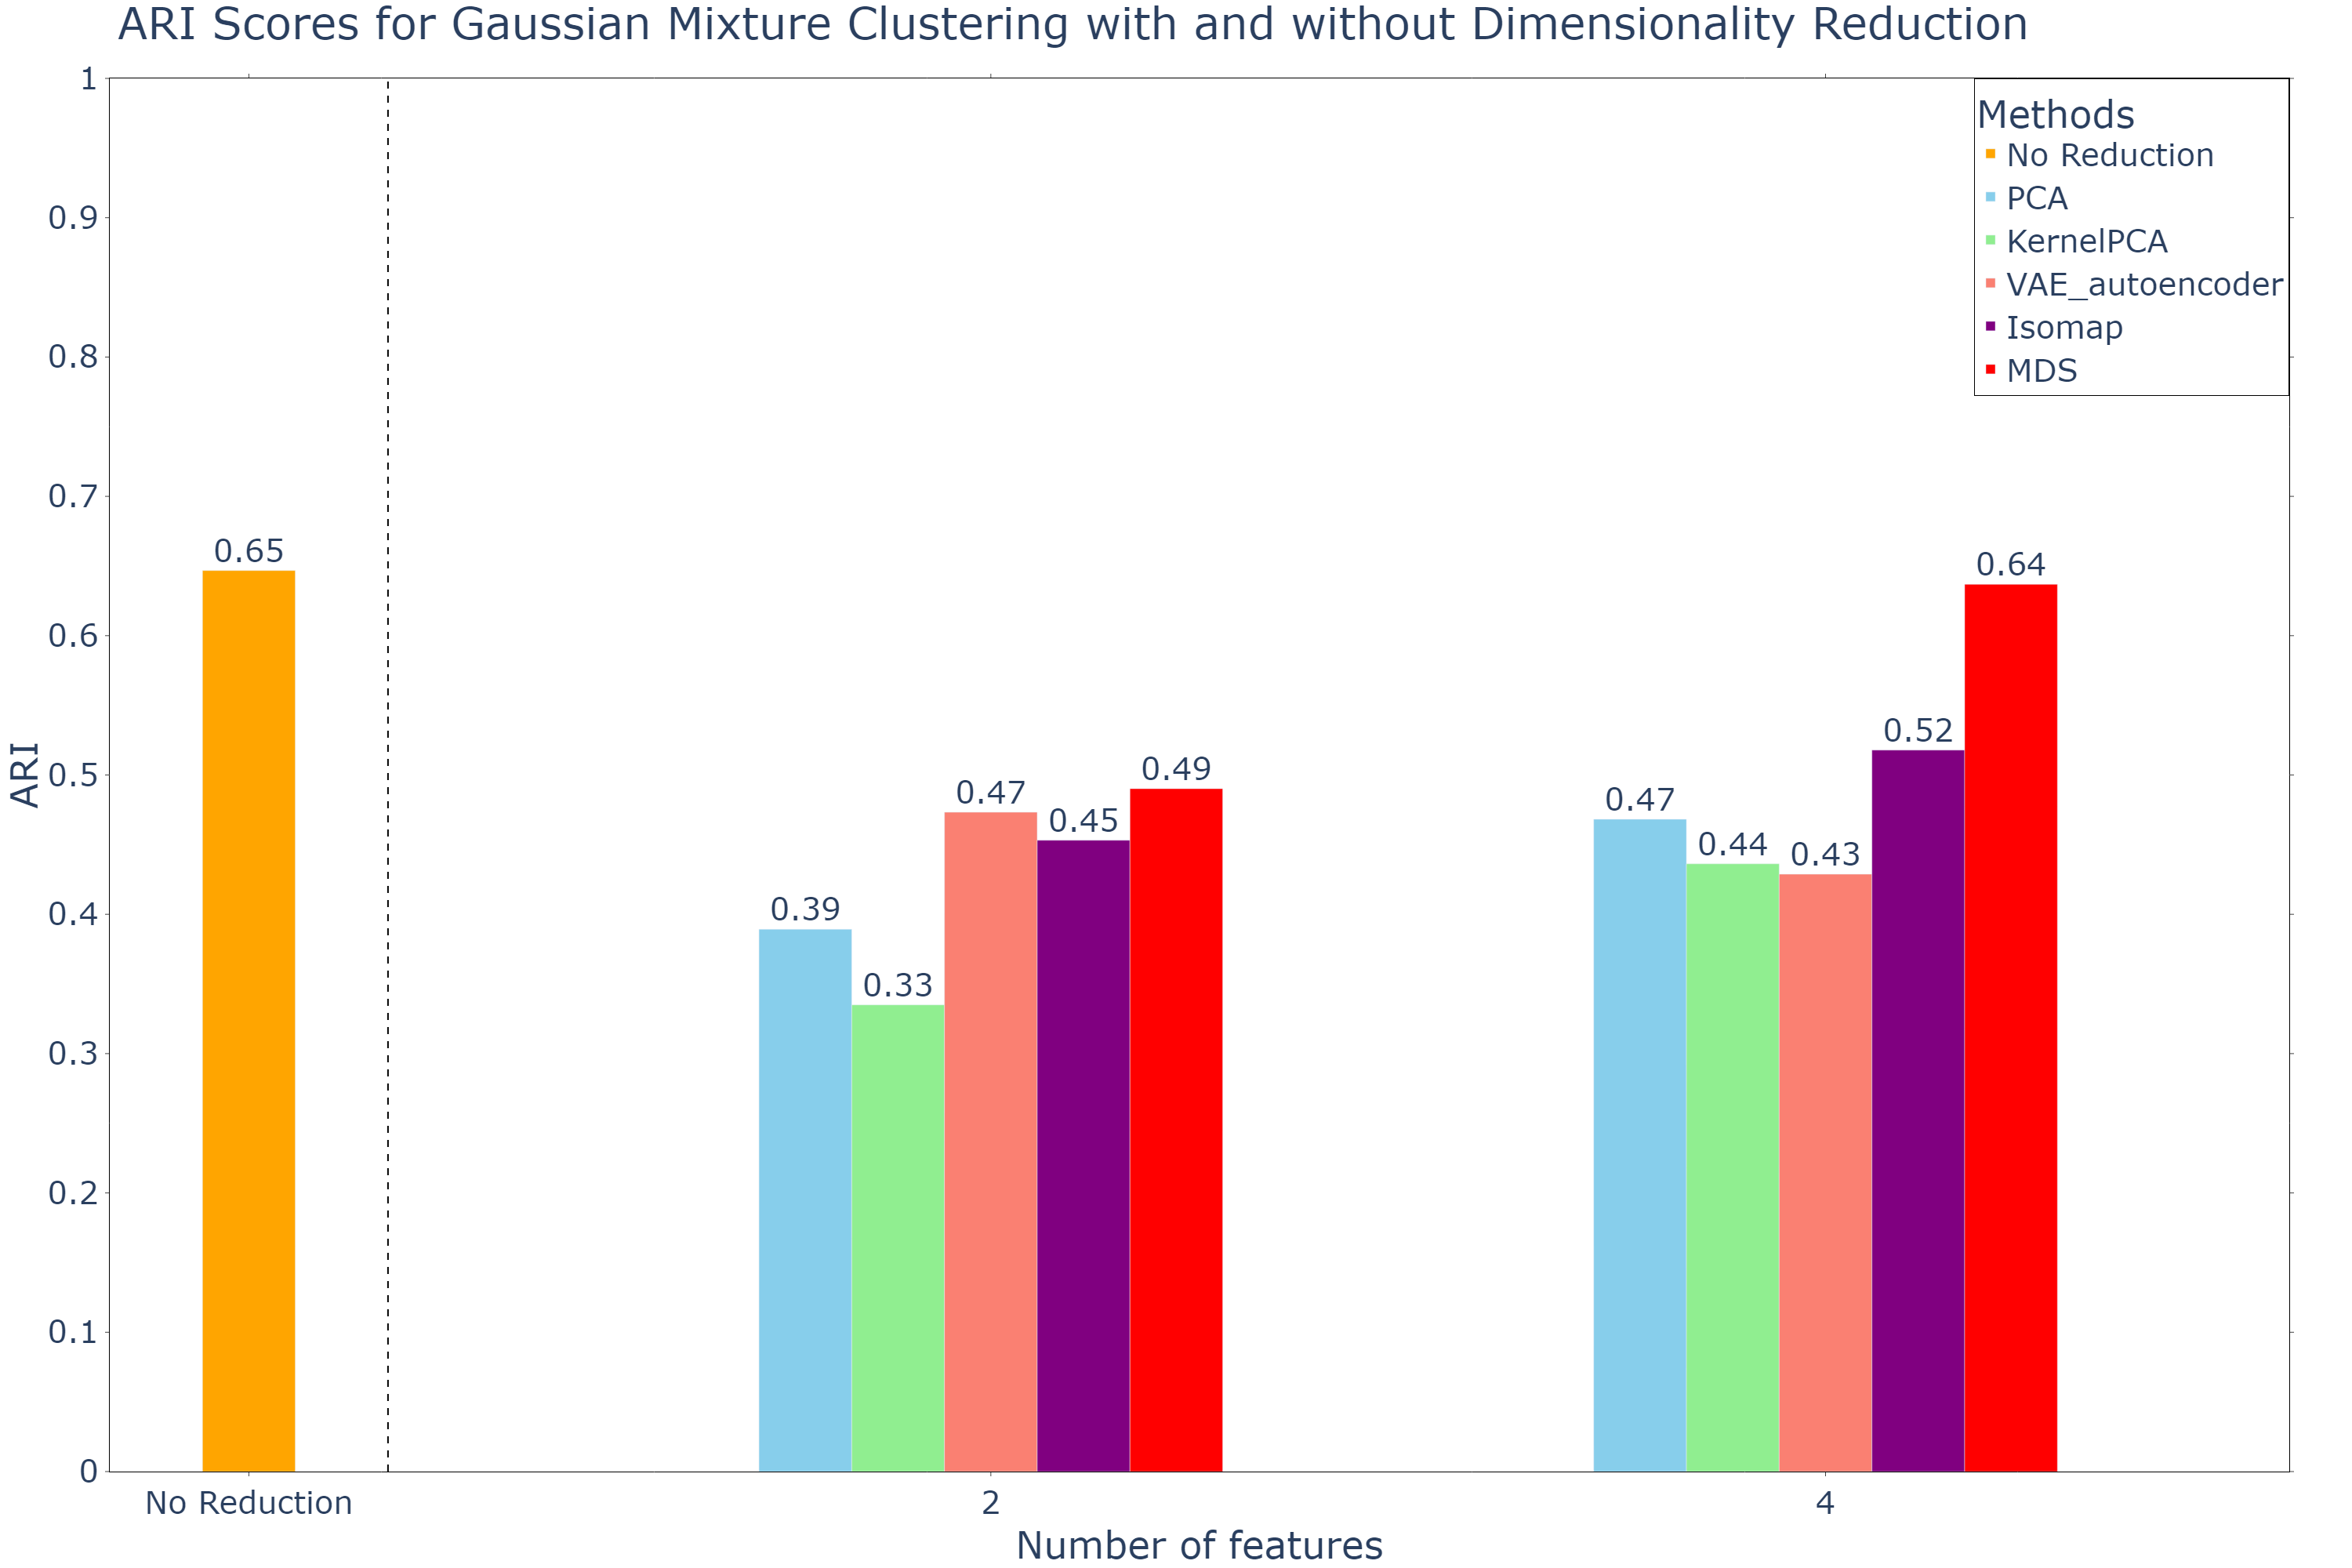 ARI Scores for Gaussian Mixture Clustering with and without Dimensionality Reduction
Methods
No Reduction
PCA
KernelPCA
VAE_autoencoder
Isomap
MDS
ARI
1
0.9
0.8
0.7
0.6
0.5
0.4
0.3
0.2
0.1
0
0.65
0.39
0.33
0.47
0.45
0.49
0.47
0.44
0.43
0.52
0.64
No Reduction
2
4
Number of features